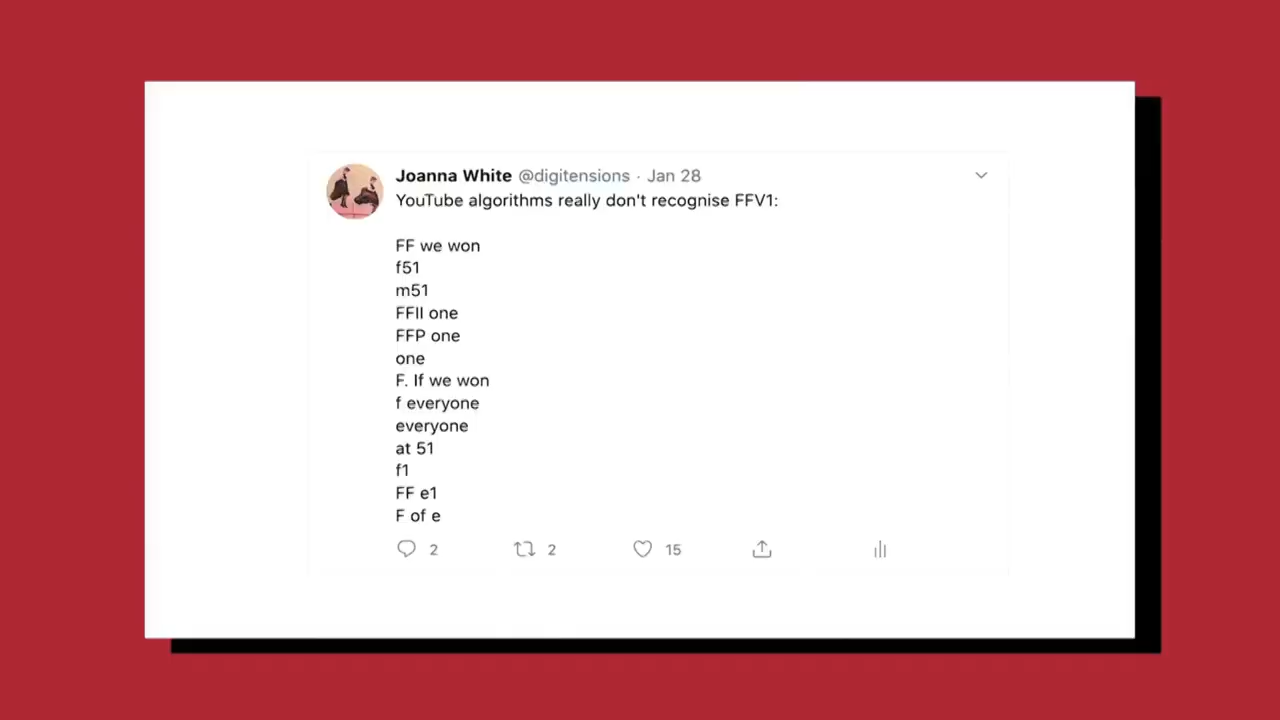 Joanna White @digitensions · Jan 28
YouTube algorithms really don't recognise FFV1:
FF we won
f51
m51
FFII one
FFP one
one
F. If we won
f everyone
everyone
at 51
f1
FF e1
F of e
2 2 15